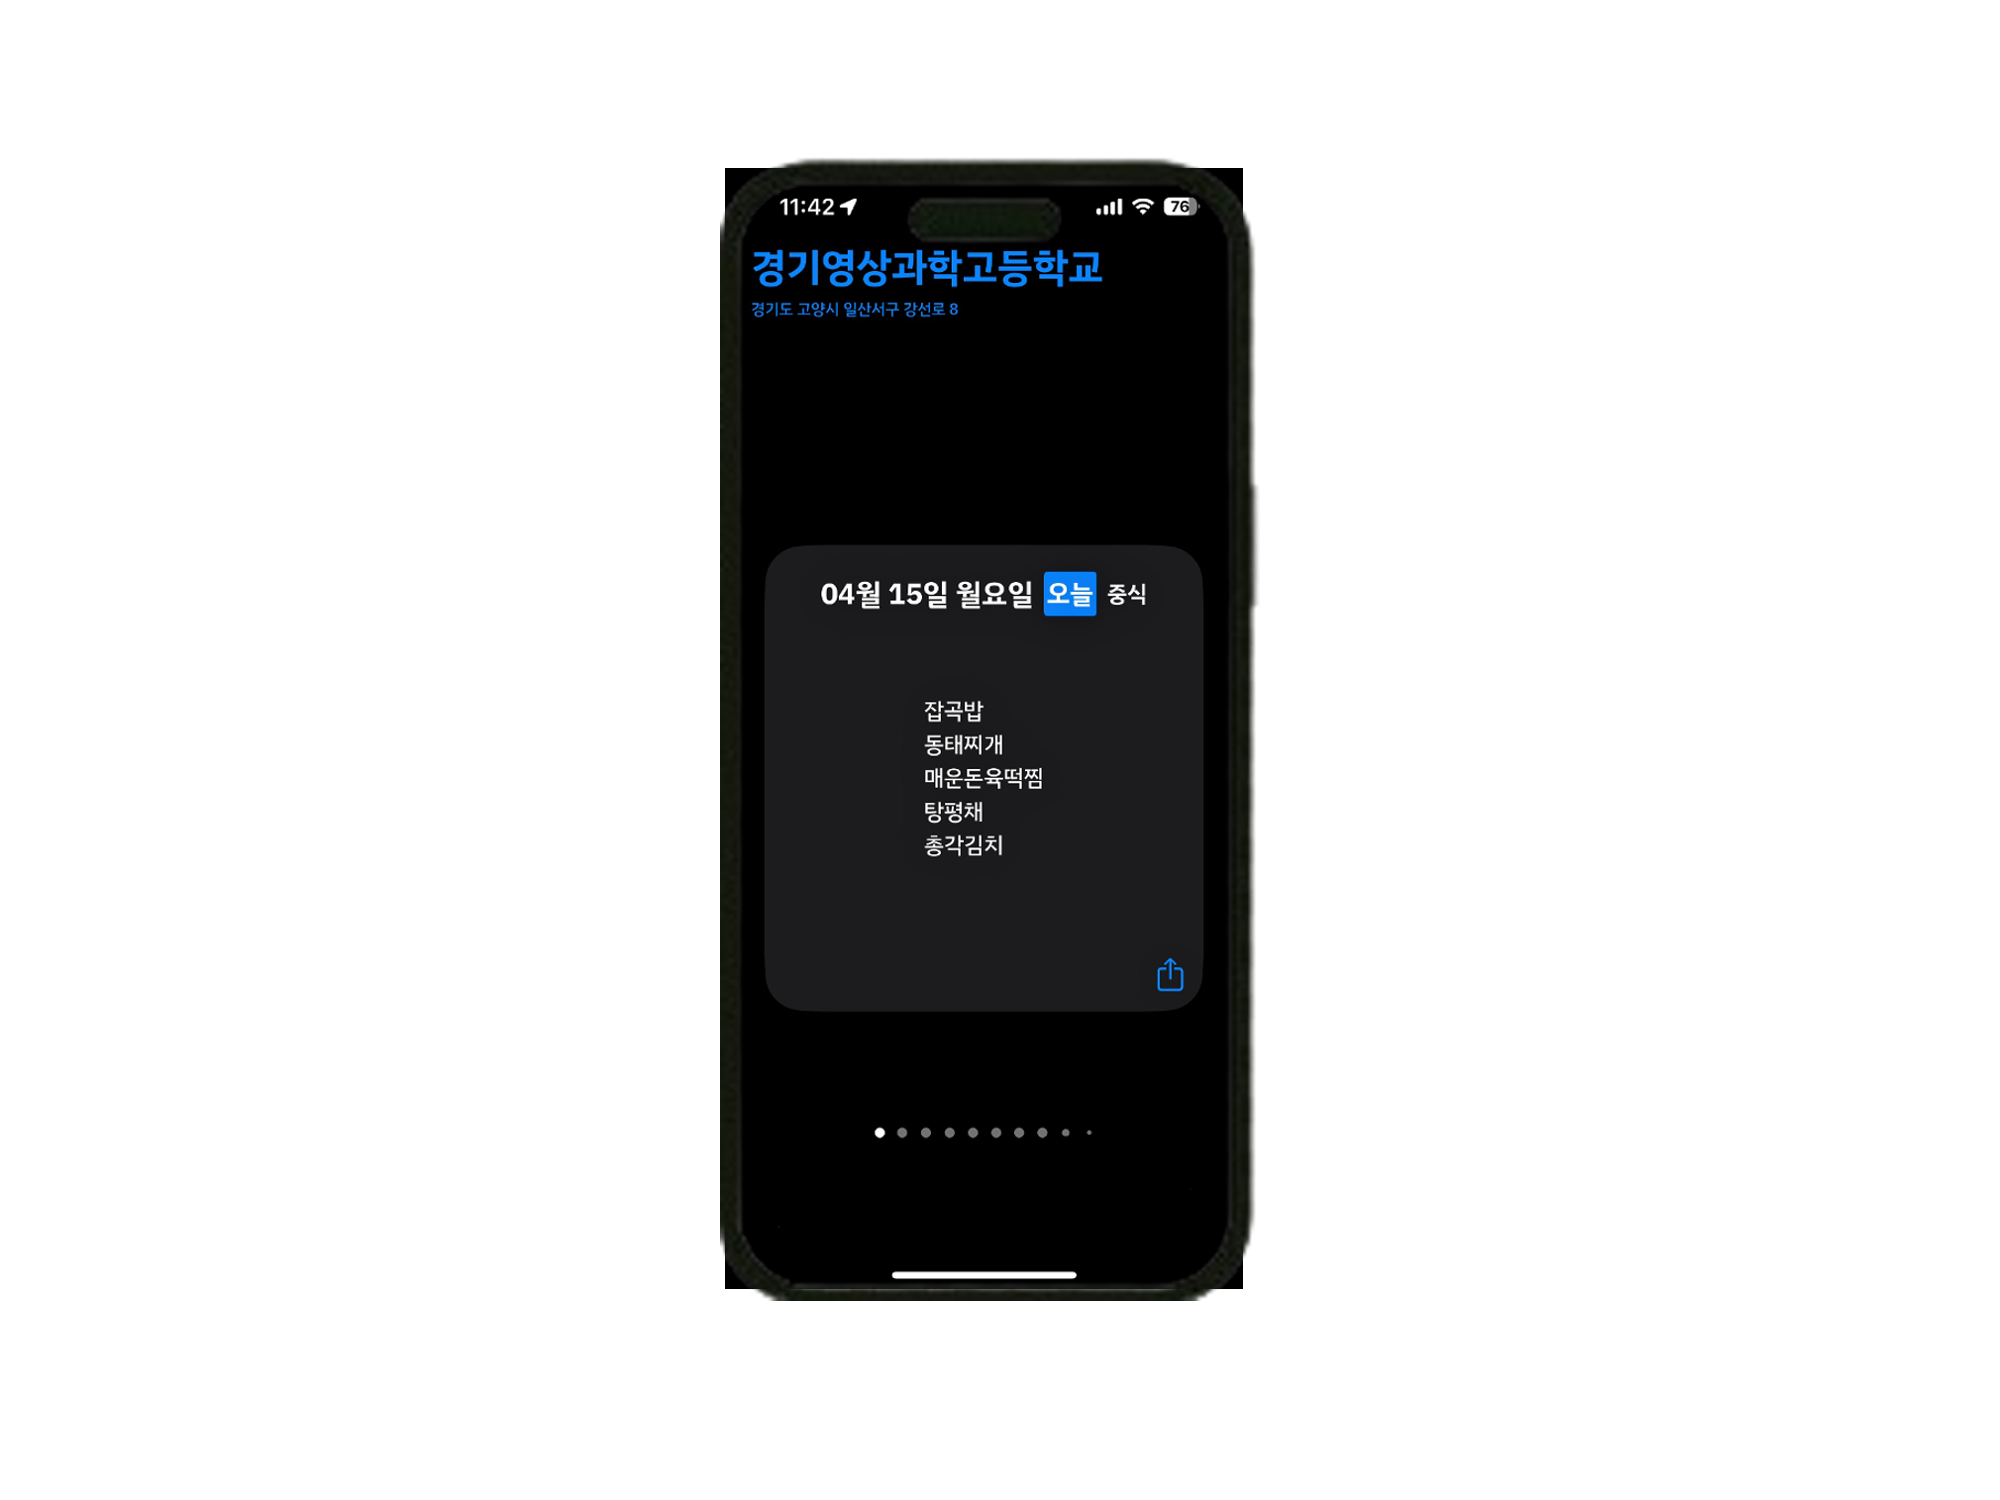 11:42
76
경기영상과학고등학교
경기도 고양시 일산서구 강선로 8
04월 15일 월요일 오늘 중식
잡곡밥
동태찌개
매운돈육떡찜
탕평채
총각김치